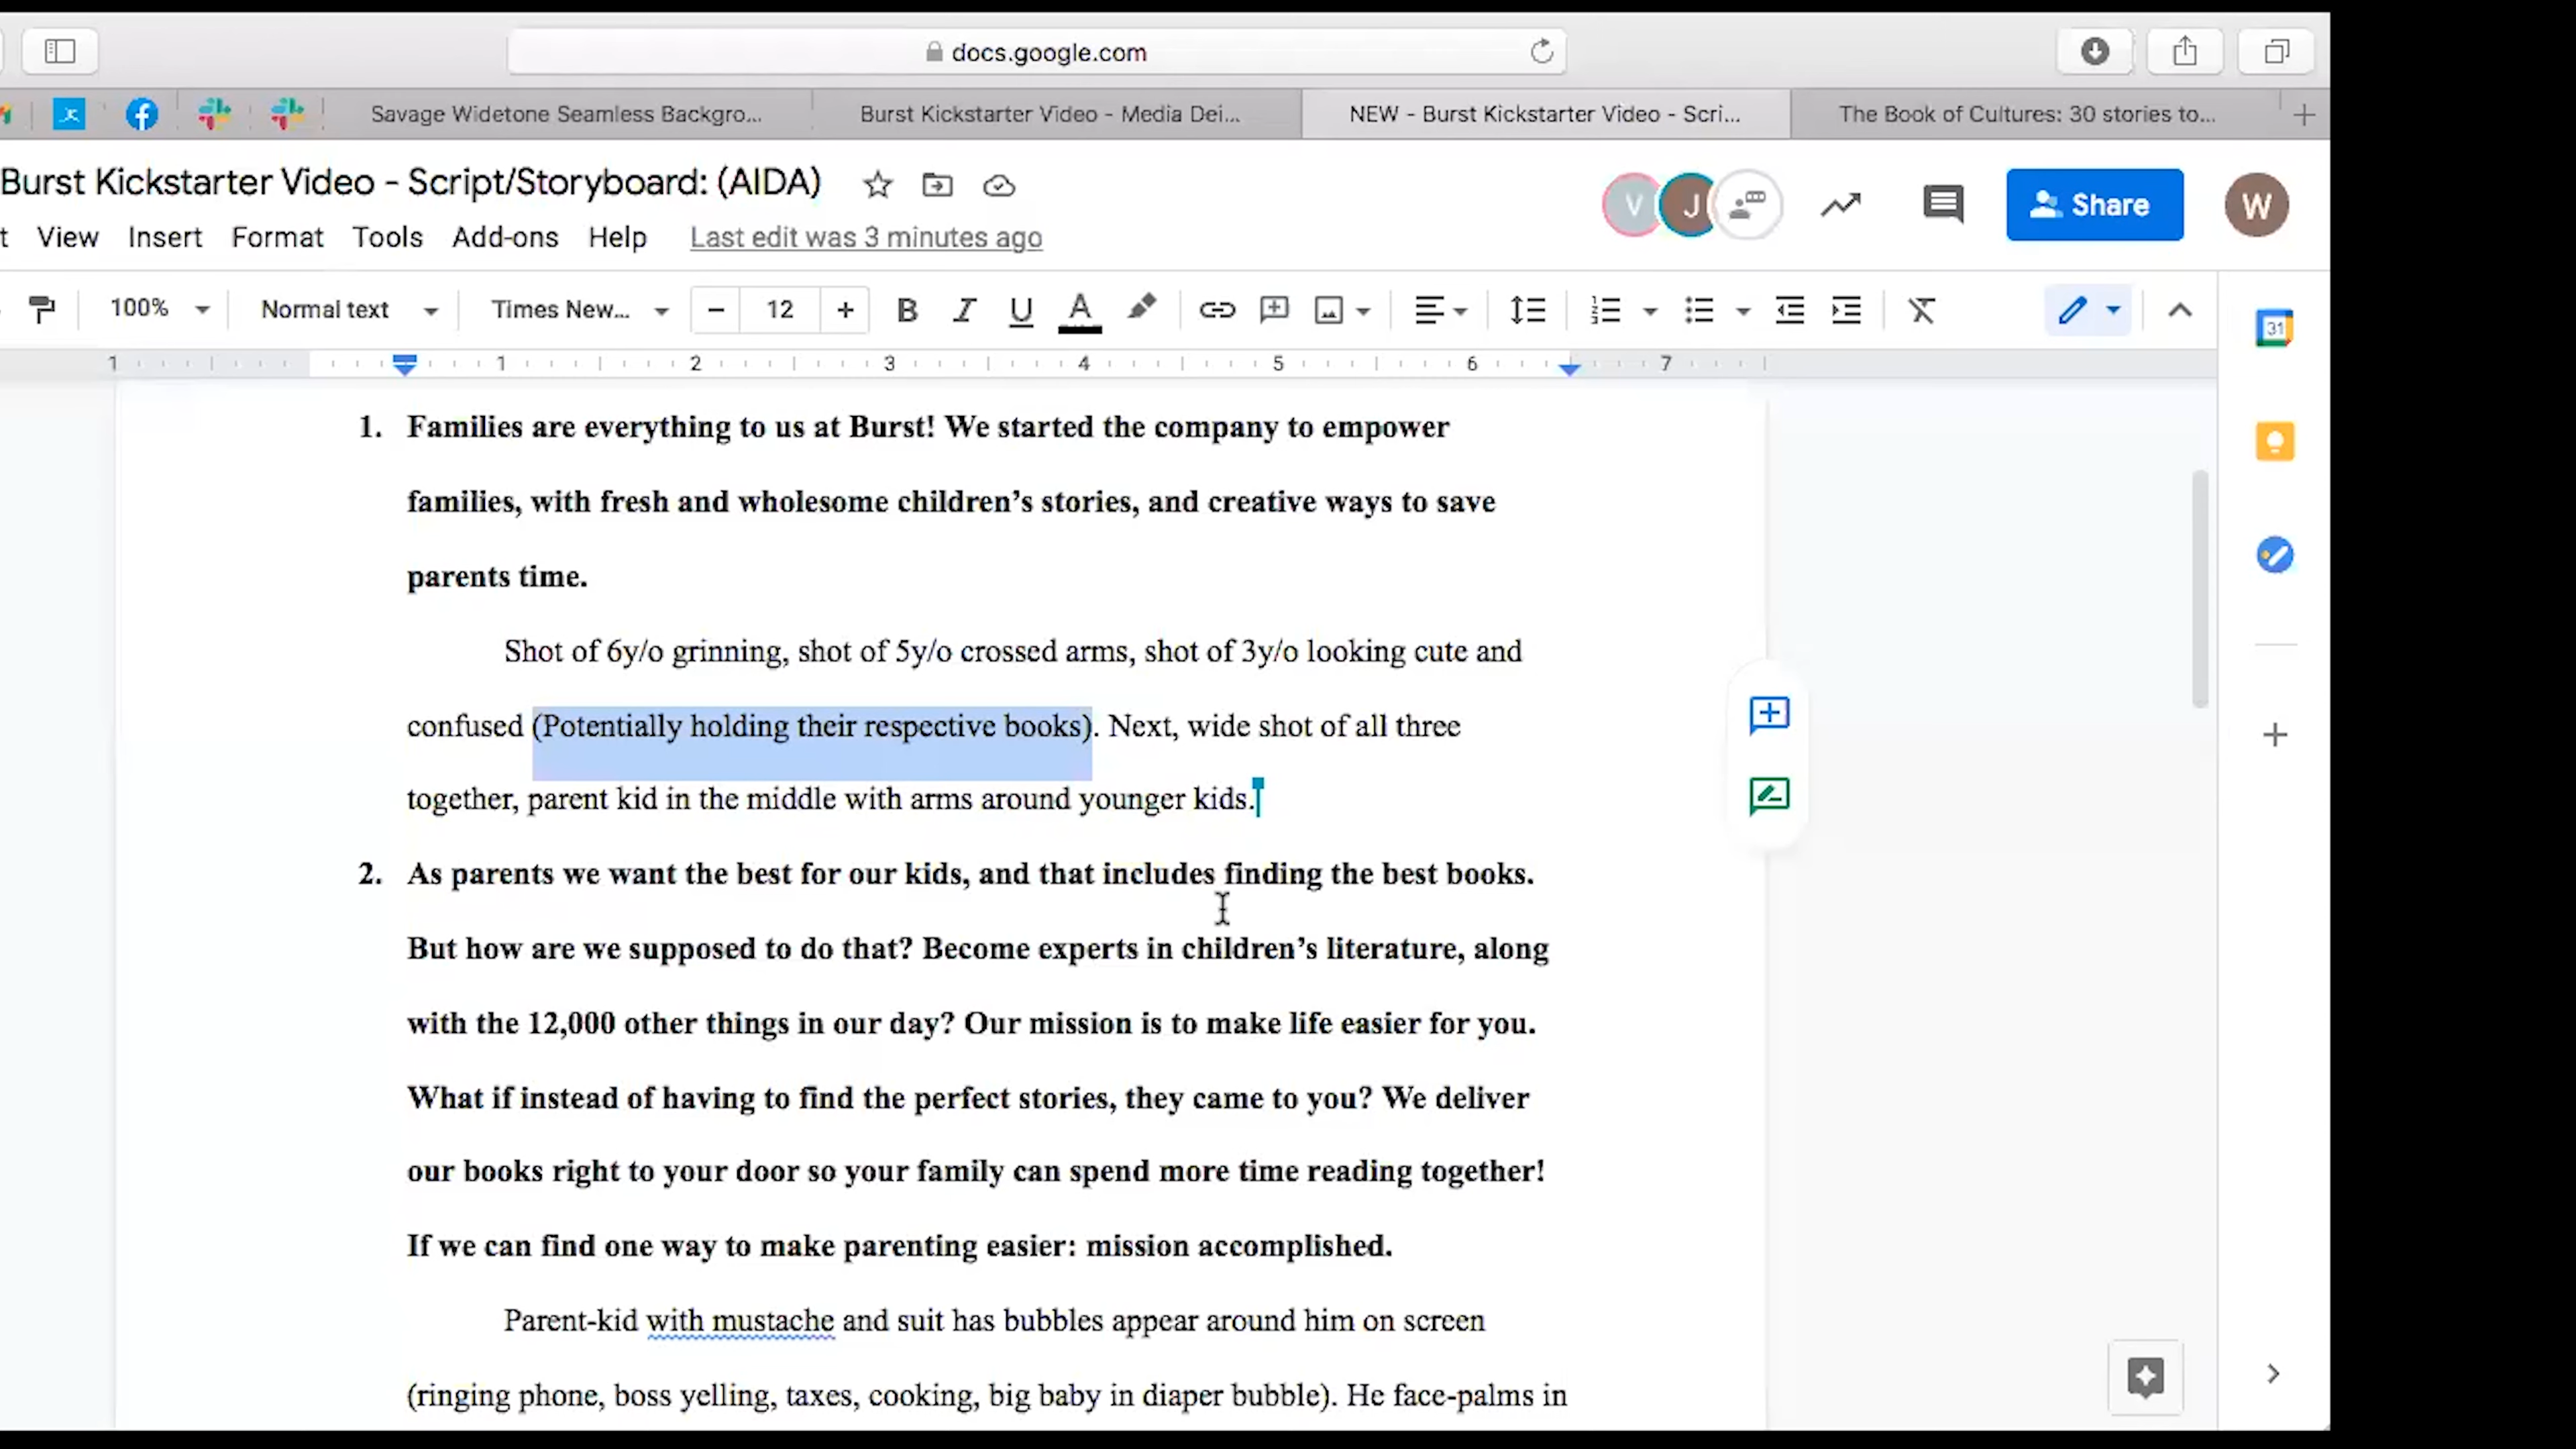 docs.google.com
Savage Widetone Seamless Backgro...
Burst Kickstarter Video - Media Dei...
NEW - Burst Kickstarter Video - Scri...
The Book of Cultures: 30 stories to...
Burst Kickstarter Video - Script/Storyboard: (AIDA)
V J Share W
t View Insert Format Tools Add-ons Help Last edit was 3 minutes ago
100% Normal text Times New... − 12 + B I U A
31
1 1 2 3 4 5 6 7
1. Families are everything to us at Burst! We started the company to empower
families, with fresh and wholesome children’s stories, and creative ways to save
parents time.
Shot of 6y/o grinning, shot of 5y/o crossed arms, shot of 3y/o looking cute and
confused (Potentially holding their respective books). Next, wide shot of all three
together, parent kid in the middle with arms around younger kids.
2. As parents we want the best for our kids, and that includes finding the best books.
But how are we supposed to do that? Become experts in children’s literature, along
with the 12,000 other things in our day? Our mission is to make life easier for you.
What if instead of having to find the perfect stories, they came to you? We deliver
our books right to your door so your family can spend more time reading together!
If we can find one way to make parenting easier: mission accomplished.
Parent-kid with mustache and suit has bubbles appear around him on screen
(ringing phone, boss yelling, taxes, cooking, big baby in diaper bubble). He face-palms in